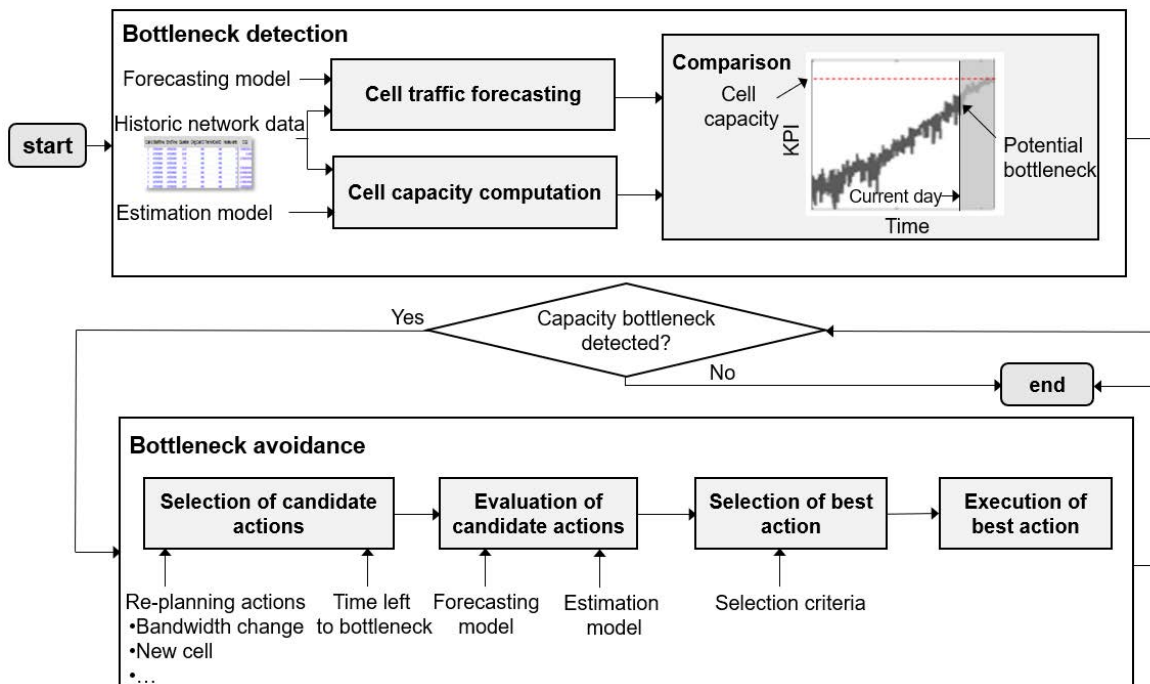 Bottleneck detection
Forecasting model
Cell traffic forecasting
Historic network data
start
Estimation model
Cell capacity computation
Comparison
Cell
capacity
KPI
Potential
bottleneck
Current day
Time
Yes
Capacity bottleneck
detected?
No
end
Bottleneck avoidance
Selection of candidate
actions
Evaluation of
candidate actions
Selection of best
action
Execution of
best action
Re-planning actions
•Bandwidth change
•New cell
•…
Time left
to bottleneck
Forecasting
model
Estimation
model
Selection criteria